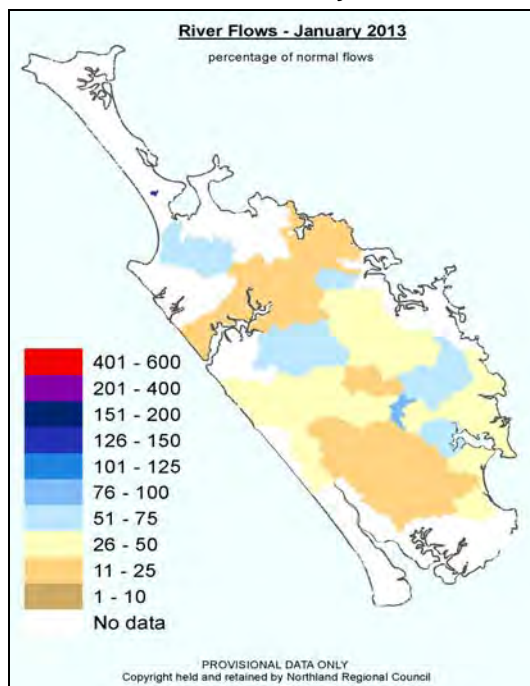 River Flows - January 2013
percentage of normal flows
401 - 600
201 - 400
151 - 200
126 - 150
101 - 125
76 - 100
51 - 75
26 - 50
11 - 25
1 - 10
No data
PROVISIONAL DATA ONLY
Copyright held and retained by Northland Regional Council